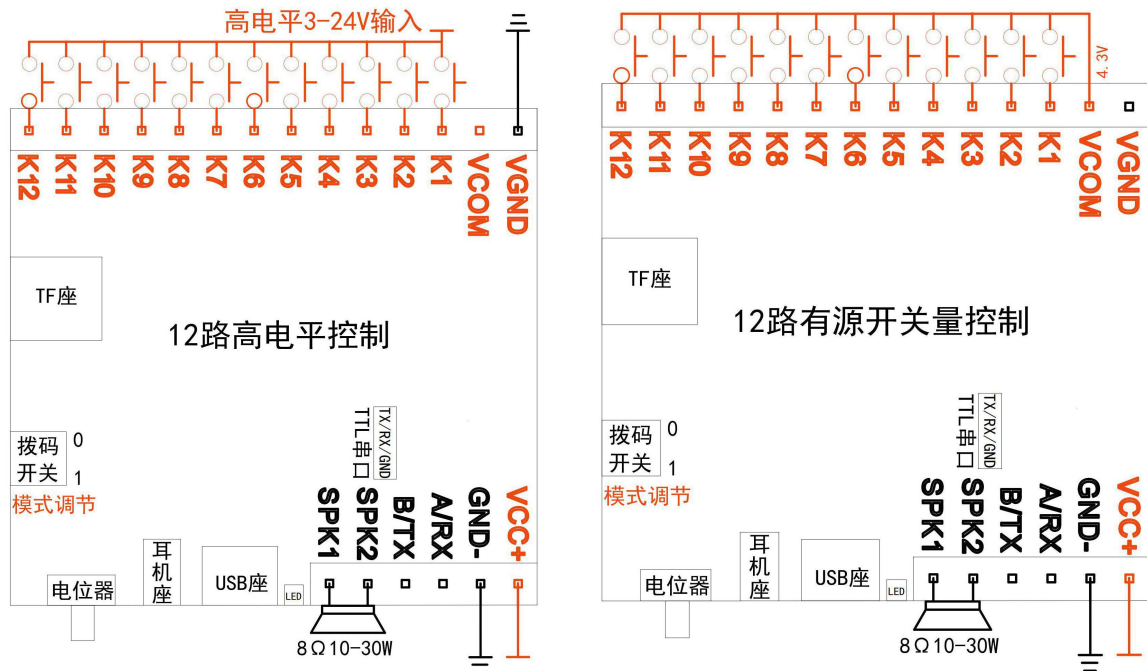 高电平3-24V输入
K12 K11 K10 K9 K8 K7 K6 K5 K4 K3 K2 K1 VCOM VGND
TF座
12路高电平控制
拨码
开关
0
1
模式调节
TTL串口
TX/RX/GND
SPK1 SPK2 B/TX A/RX GND- VCC+
电位器
耳机座
USB座
LED
8Ω10-30W
4.3V
K12 K11 K10 K9 K8 K7 K6 K5 K4 K3 K2 K1 VCOM VGND
TF座
12路有源开关量控制
拨码
开关
0
1
模式调节
TTL串口
TX/RX/GND
SPK1 SPK2 B/TX A/RX GND- VCC+
电位器
耳机座
USB座
LED
8Ω10-30W